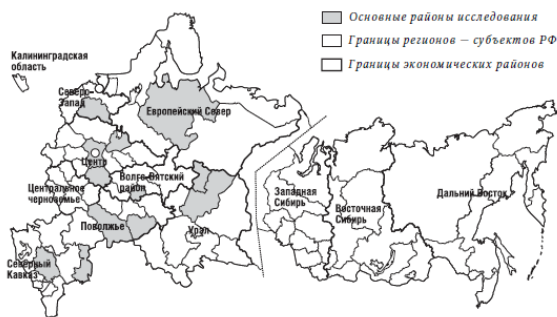 Основные районы исследования
Границы регионов — субъектов РФ
Границы экономических районов
Калининградская
область
Северо-
Запад
Европейский Север
Центр
Волго-Вятский
район
Центральное
черноземье
Поволжье
Урал
Северный
Кавказ
Западная
Сибирь
Восточная
Сибирь
Дальний Восток